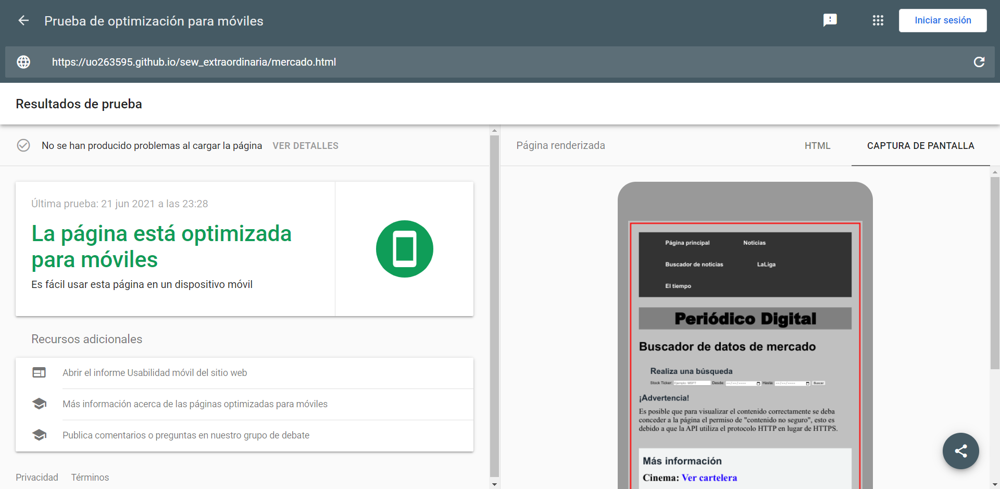 Prueba de optimización para móviles
Iniciar sesión
https://uo263595.github.io/sew_extraordinaria/mercado.html
Resultados de prueba
No se han producido problemas al cargar la página VER DETALLES
Última prueba: 21 jun 2021 a las 23:28
La página está optimizada
para móviles
Es fácil usar esta página en un dispositivo móvil
Recursos adicionales
Abrir el informe Usabilidad móvil del sitio web
Más información acerca de las páginas optimizadas para móviles
Publica comentarios o preguntas en nuestro grupo de debate
Privacidad Términos
Página renderizada HTML CAPTURA DE PANTALLA
Página principal Noticias
Buscador de noticias LaLiga
El tiempo
Periódico Digital
Buscador de datos de mercado
Realiza una búsqueda
Stock Ticker: Ejemplo: MSFT Desde: --/--/---- Hasta: --/--/---- Buscar
¡Advertencia!
Es posible que para visualizar el contenido correctamente se deba
conceder a la página el permiso de "contenido no seguro", esto es
debido a que la API utiliza el protocolo HTTP en lugar de HTTPS.
Más información
Cinema: Ver cartelera